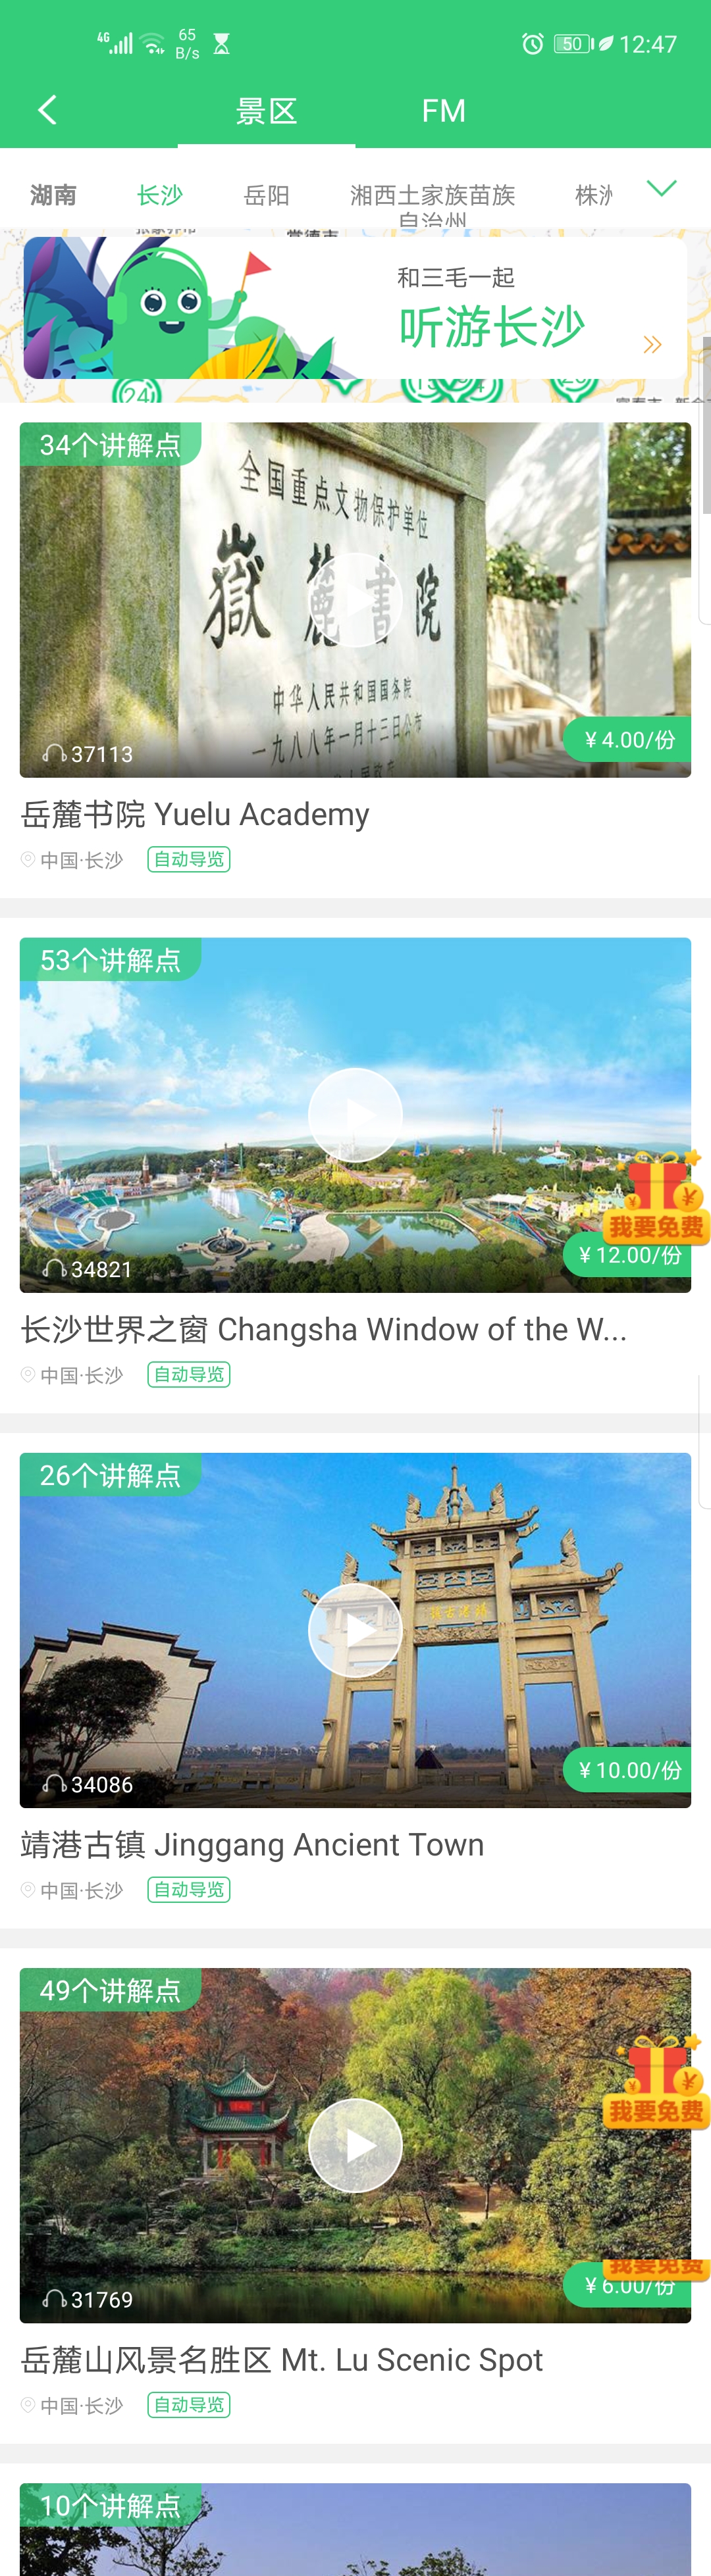 4G 65 B/s 50 12:47
景区 FM
湖南 长沙 岳阳 湘西土家族苗族自治州
和三毛一起
听游长沙
24
34个讲解点
全国重点文物保护单位
嶽麓書院
中华人民共和国国务院
一九八八年一月十三日公布
37113
¥4.00/份
岳麓书院 Yuelu Academy
中国·长沙 自动导览
53个讲解点
我要免费
34821
¥12.00/份
长沙世界之窗 Changsha Window of the W...
中国·长沙 自动导览
26个讲解点
34086
¥10.00/份
靖港古镇 Jinggang Ancient Town
中国·长沙 自动导览
49个讲解点
我要免费
我要免费
31769
¥6.00/份
岳麓山风景名胜区 Mt. Lu Scenic Spot
中国·长沙 自动导览
10个讲解点